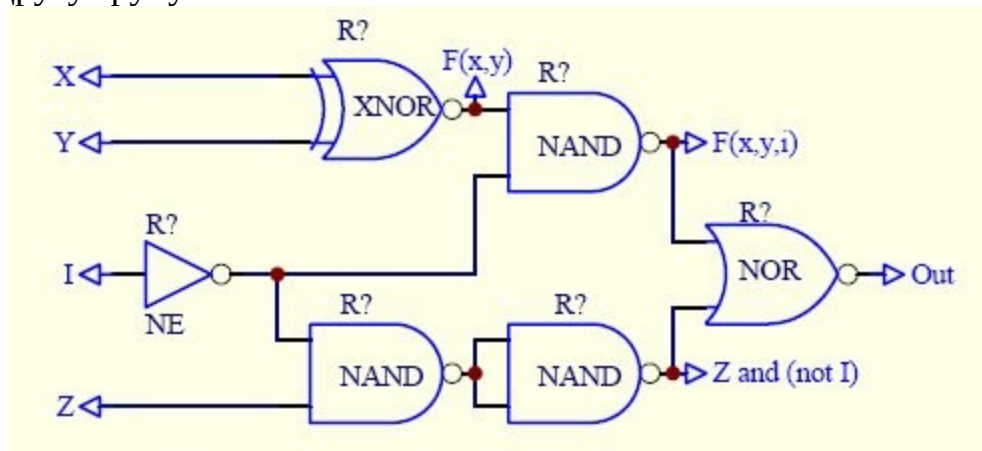 R?
X
XNOR
F(x,y)
R?
Y
NAND
F(x,y,i)
R?
R?
I
NE
NOR
Out
R?
R?
NAND
NAND
Z and (not I)
Z